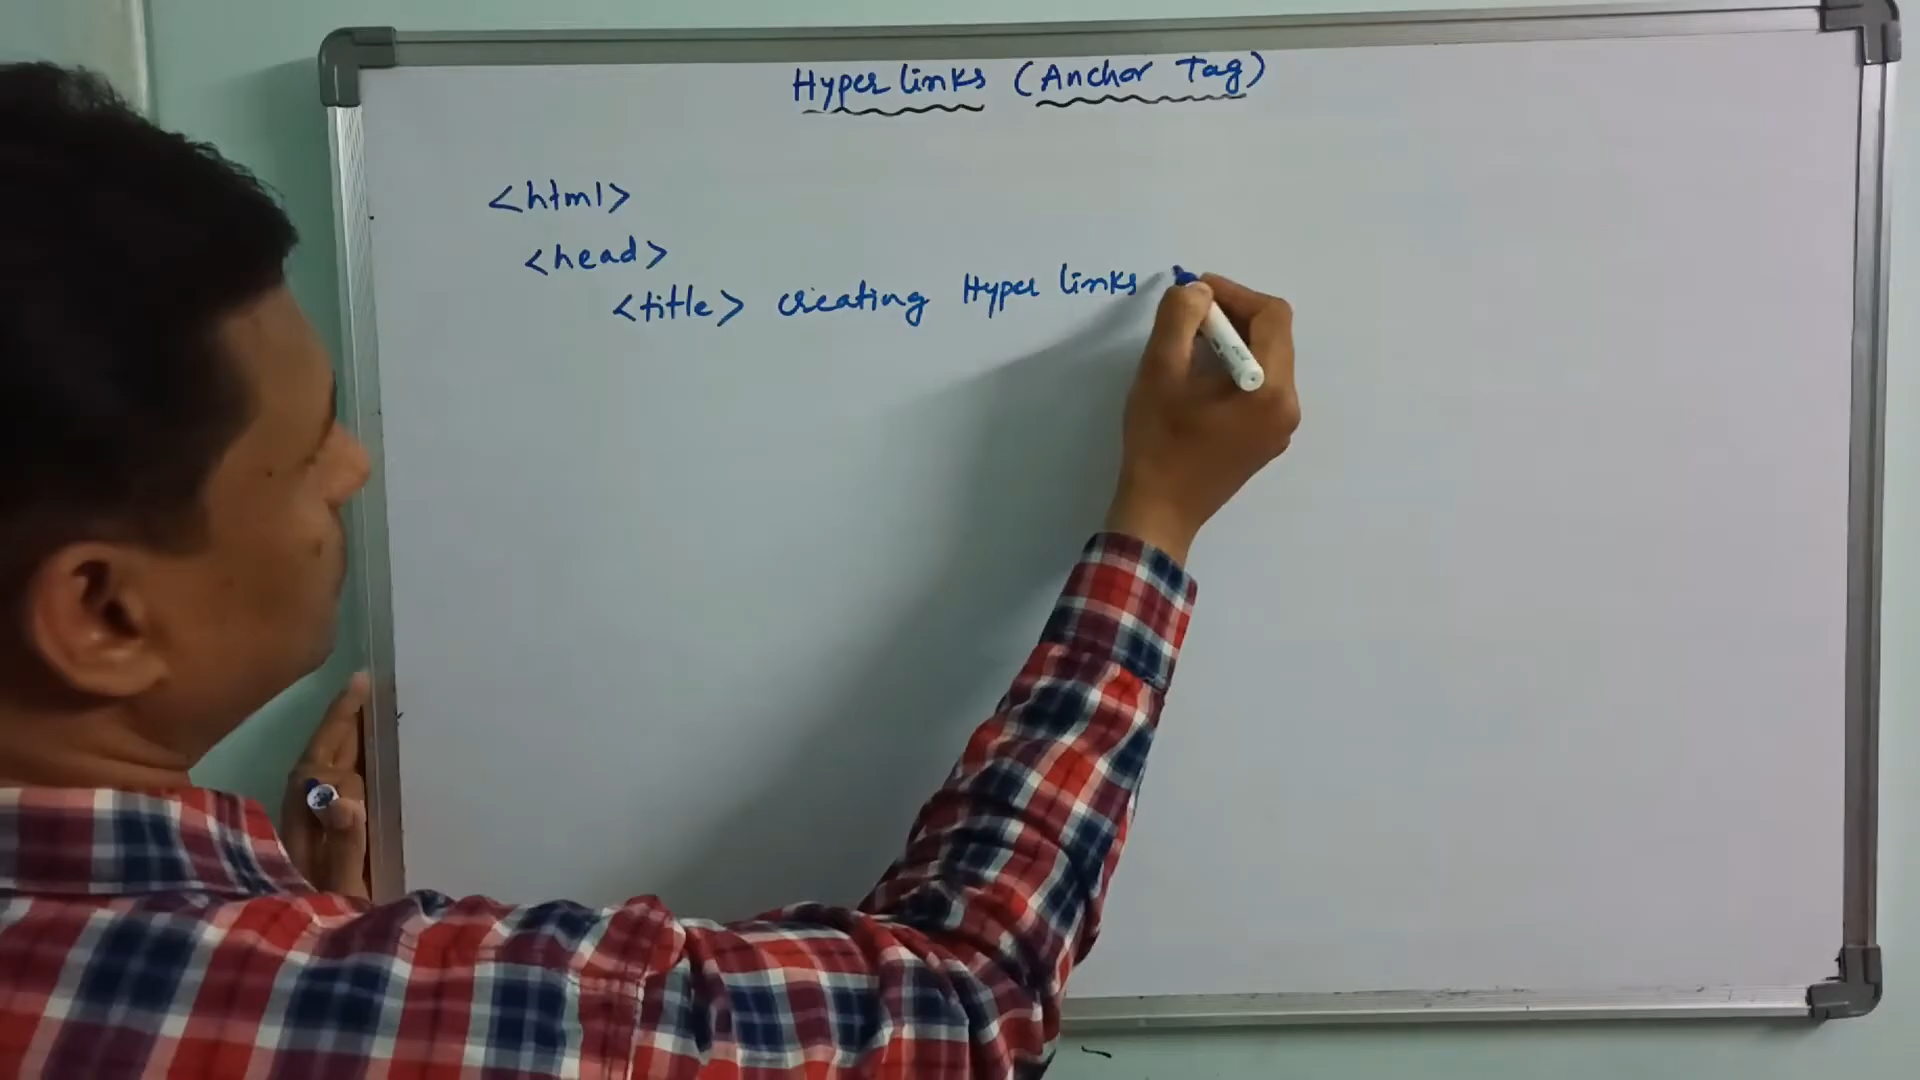 Hyper links (Anchor Tag)
<html>
<head>
<title> creating Hyper links